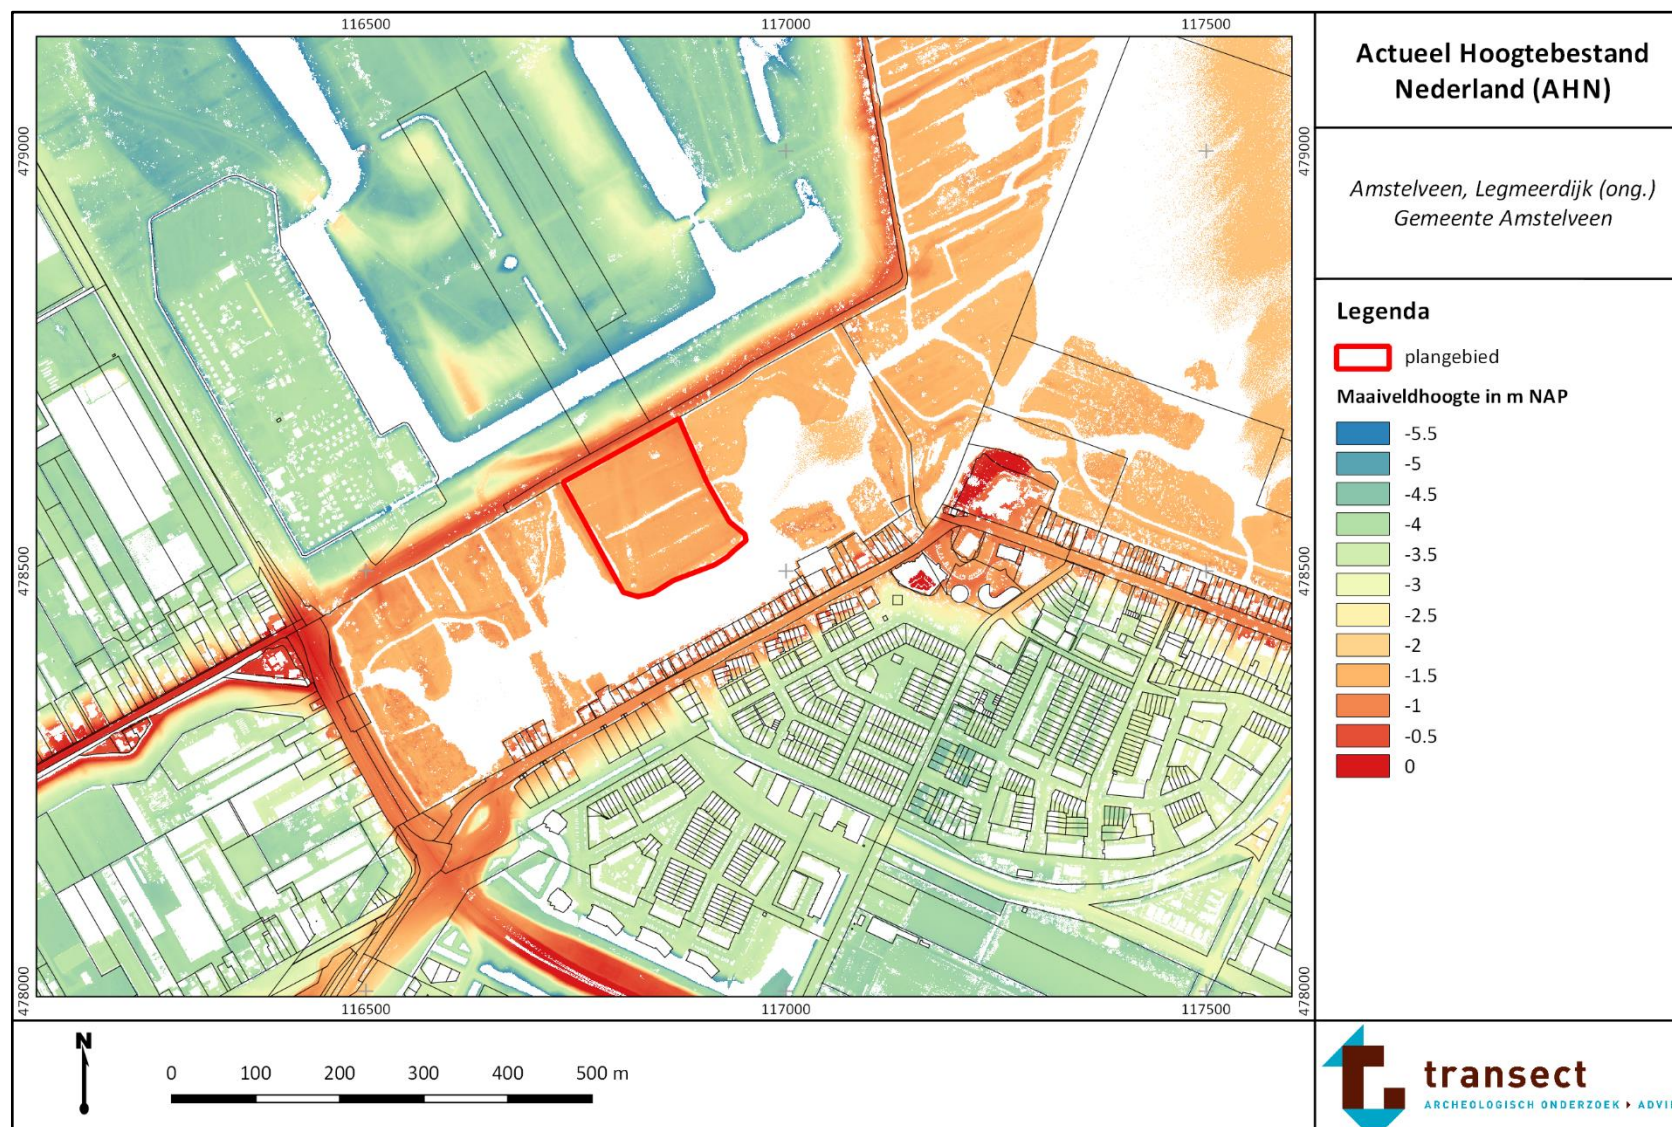 116500
117000
117500
479000
479000
478500
478500
478000
478000
116500
117000
117500
Actueel Hoogtebestand
Nederland (AHN)
Amstelveen, Legmeerdijk (ong.)
Gemeente Amstelveen
Legenda
plangebied
Maaiveldhoogte in m NAP
-5.5
-5
-4.5
-4
-3.5
-3
-2.5
-2
-1.5
-1
-0.5
0
N
0 100 200 300 400 500 m
transect
ARCHEOLOGISCH ONDERZOEK ▸ ADVI